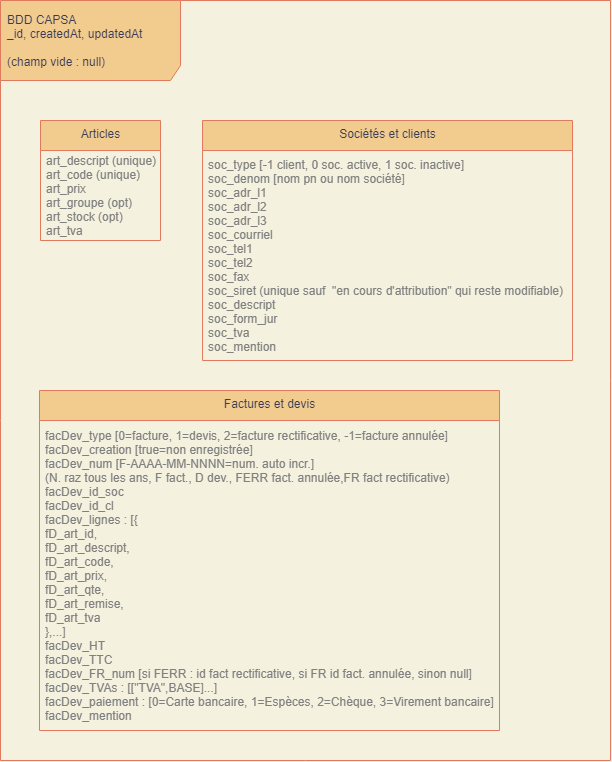 BDD CAPSA
_id, createdAt, updatedAt
(champ vide : null)
Articles
art_descript (unique)
art_code (unique)
art_prix
art_groupe (opt)
art_stock (opt)
art_tva
Sociétés et clients
soc_type [-1 client, 0 soc. active, 1 soc. inactive]
soc_denom [nom pn ou nom société]
soc_adr_l1
soc_adr_l2
soc_adr_l3
soc_courriel
soc_tel1
soc_tel2
soc_fax
soc_siret (unique sauf  "en cours d'attribution" qui reste modifiable)
soc_descript
soc_form_jur
soc_tva
soc_mention
Factures et devis
facDev_type [0=facture, 1=devis, 2=facture rectificative, -1=facture annulée]
facDev_creation [true=non enregistrée]
facDev_num [F-AAAA-MM-NNNN=num. auto incr.]
(N. raz tous les ans, F fact., D dev., FERR fact. annulée,FR fact rectificative)
facDev_id_soc
facDev_id_cl
facDev_lignes : [{
fD_art_id,
fD_art_descript,
fD_art_code,
fD_art_prix,
fD_art_qte,
fD_art_remise,
fD_art_tva
},...]
facDev_HT
facDev_TTC
facDev_FR_num [si FERR : id fact rectificative, si FR id fact. annulée, sinon null]
facDev_TVAs : [["TVA",BASE]...]
facDev_paiement : [0=Carte bancaire, 1=Espèces, 2=Chèque, 3=Virement bancaire]
facDev_mention